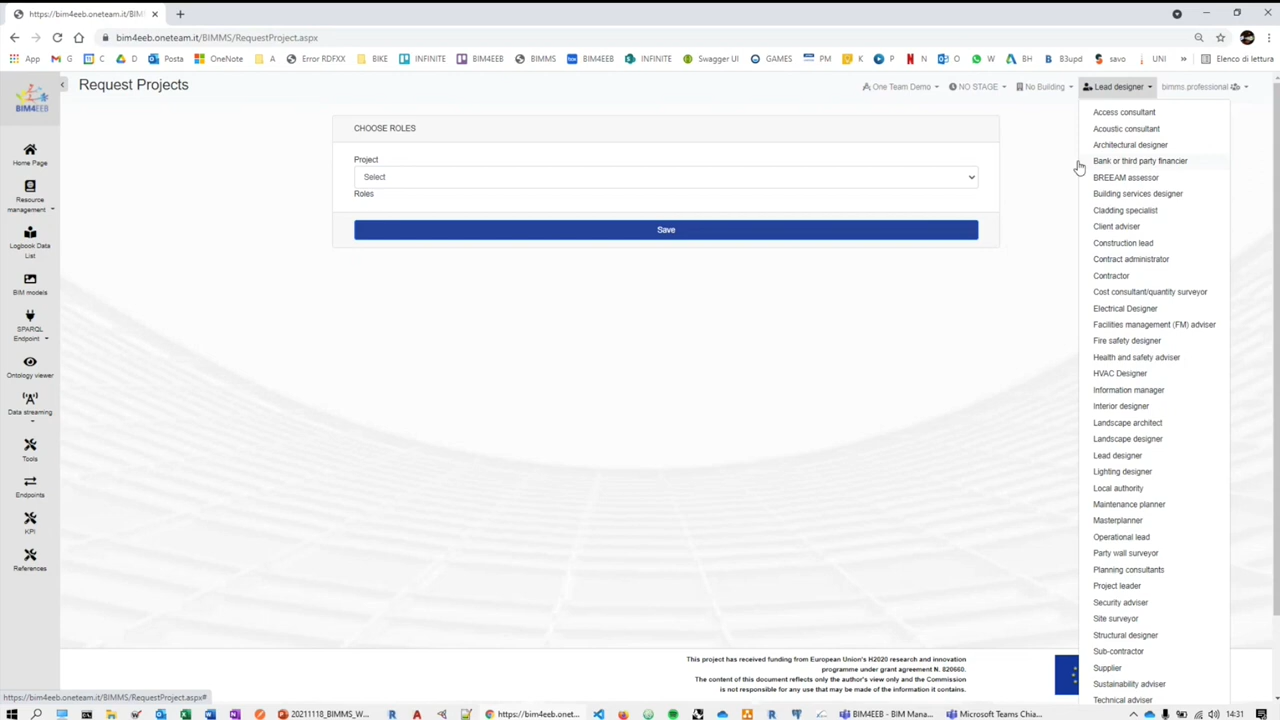 https://bim4eeb.oneteam.it/BIM
bim4eeb.oneteam.it/BIMMS/RequestProject.aspx
App
G
C
D
Posta
OneNote
A
Error RDFXX
BIKE
INFINITE
BIM4EEB
BIMMS
BIM4EEB
INFINITE
Swagger UI
GAMES
PM
K
P
N
O
W
BH
B3upd
savo
UNI
Elenco di lettura
BIM4EEB
Request Projects
One Team Demo
NO STAGE
No Building
Lead designer
bimms.professional
Home Page
Resource
management
Logbook Data
List
BIM models
SPARQL
Endpoint
Ontology viewer
Data streaming
Tools
Endpoints
KPI
References
CHOOSE ROLES
Project
Select
Roles
Save
Access consultant
Acoustic consultant
Architectural designer
Bank or third party financier
BREEAM assessor
Building services designer
Cladding specialist
Client adviser
Construction lead
Contract administrator
Contractor
Cost consultant/quantity surveyor
Electrical Designer
Facilities management (FM) adviser
Fire safety designer
Health and safety adviser
HVAC Designer
Information manager
Interior designer
Landscape architect
Landscape designer
Lead designer
Lighting designer
Local authority
Maintenance planner
Masterplanner
Operational lead
Party wall surveyor
Planning consultants
Project leader
Security adviser
Site surveyor
Structural designer
Sub-contractor
Supplier
Sustainability adviser
Technical adviser
This project has received funding from European Union's H2020 research and innovation
programme under grant agreement N. 820660.
The content of this document reflects only the author's view only and the Commission
is not responsible for any use that may be made of the information it contains.
https://bim4eeb.oneteam.it/BIMMS/RequestProject.aspx#
20211118_BIMMS_W...
https://bim4eeb.onet...
BIM4EEB - BIM Mana...
Microsoft Teams Chia...
14:31